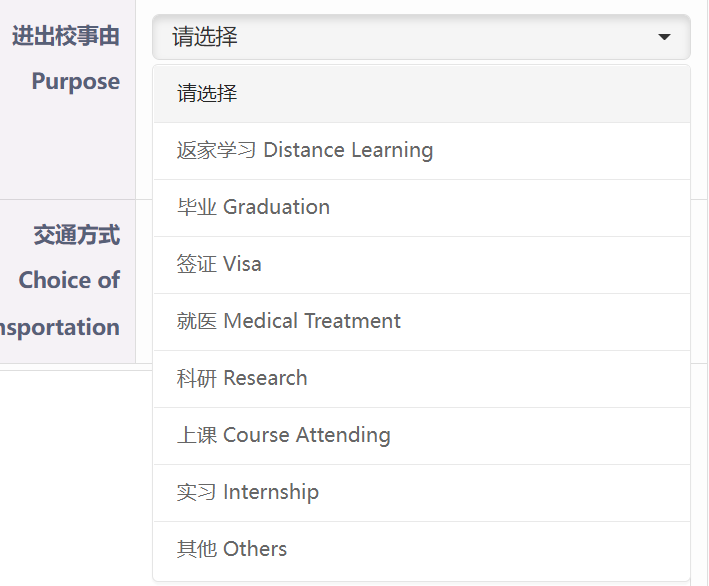 进出校事由
Purpose
请选择
请选择
返家学习 Distance Learning
毕业 Graduation
签证 Visa
就医 Medical Treatment
科研 Research
上课 Course Attending
实习 Internship
其他 Others
交通方式
Choice of
nsportation